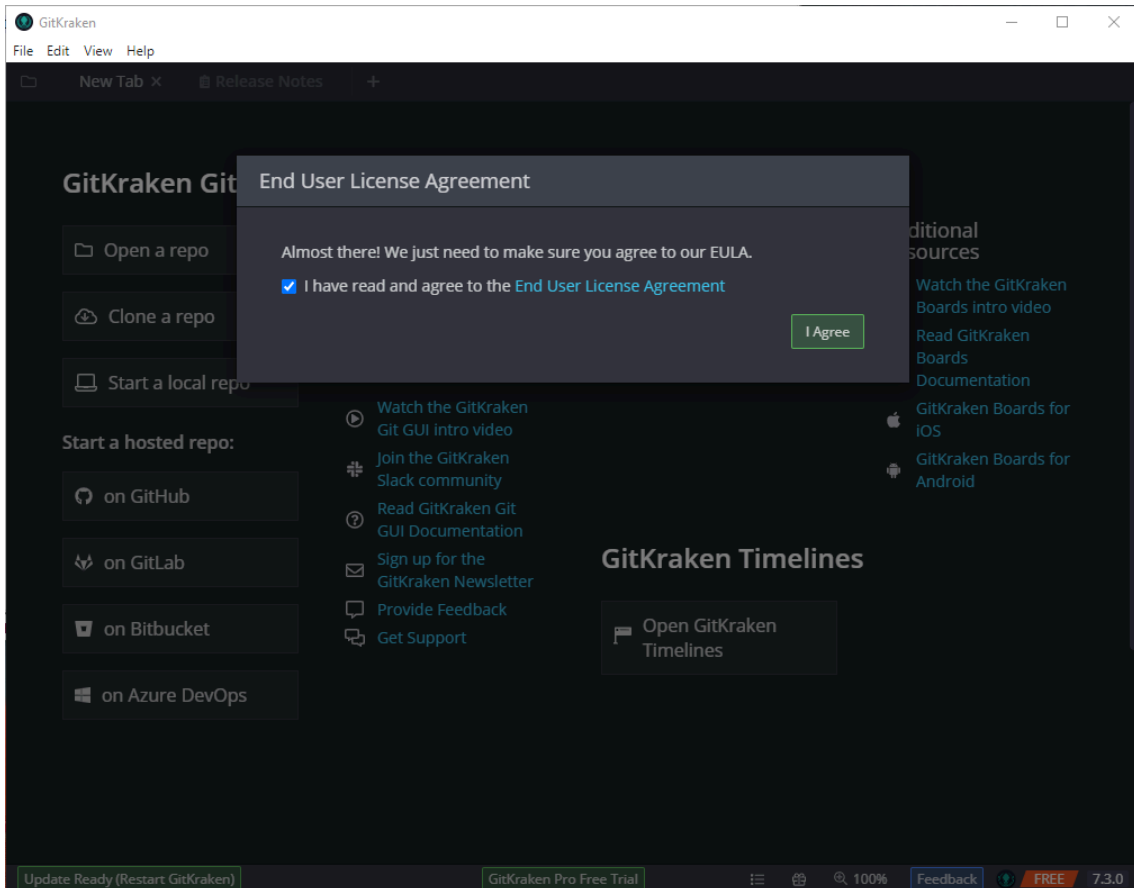 GitKraken
File Edit View Help
New Tab ×
Release Notes
+
GitKraken Git
End User License Agreement
Almost there! We just need to make sure you agree to our EULA.
I have read and agree to the End User License Agreement
I Agree
Open a repo
Clone a repo
Start a local repo
Start a hosted repo:
on GitHub
on GitLab
on Bitbucket
on Azure DevOps
Watch the GitKraken
Git GUI intro video
Join the GitKraken
Slack community
Read GitKraken Git
GUI Documentation
Sign up for the
GitKraken Newsletter
Provide Feedback
Get Support
GitKraken Timelines
Open GitKraken
Timelines
ditional
sources
Watch the GitKraken
Boards intro video
Read GitKraken
Boards
Documentation
GitKraken Boards for
iOS
GitKraken Boards for
Android
Update Ready (Restart GitKraken)
GitKraken Pro Free Trial
100%
Feedback
FREE
7.3.0